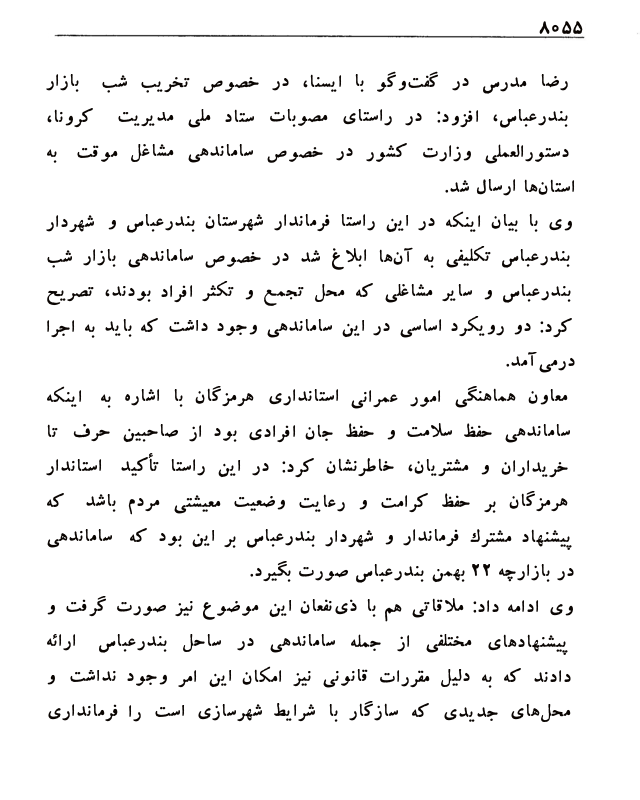 ۸۰۵۵
رضا مدرس در گفت‌وگو با ایسنا، در خصوص تخریب شب بازار
بندرعباس، افزود: در راستای مصوبات ستاد ملی مدیریت کرونا،
دستورالعملی وزارت کشور در خصوص ساماندهی مشاغل موقت به
استان‌ها ارسال شد.
وی با بیان اینکه در این راستا فرماندار شهرستان بندرعباس و شهردار
بندرعباس تکلیفی به آن‌ها ابلاغ شد در خصوص ساماندهی بازار شب
بندرعباس و سایر مشاغلی که محل تجمع و تکثر افراد بودند، تصریح
کرد: دو رویکرد اساسی در این ساماندهی وجود داشت که باید به اجرا
درمی‌آمد.
معاون هماهنگی امور عمرانی استانداری هرمزگان با اشاره به اینکه
ساماندهی حفظ سلامت و حفظ جان افرادی بود از صاحبین حرف تا
خریداران و مشتریان، خاطرنشان کرد: در این راستا تأکید استاندار
هرمزگان بر حفظ کرامت و رعایت وضعیت معیشتی مردم باشد که
پیشنهاد مشترك فرماندار و شهردار بندرعباس بر این بود که ساماندهی
در بازارچه ۲۲ بهمن بندرعباس صورت بگیرد.
وی ادامه داد: ملاقاتی هم با ذی‌نفعان این موضوع نیز صورت گرفت و
پیشنهادهای مختلفی از جمله ساماندهی در ساحل بندرعباس ارائه
دادند که به دلیل مقررات قانونی نیز امکان این امر وجود نداشت و
محل‌های جدیدی که سازگار با شرایط شهرسازی است را فرمانداری